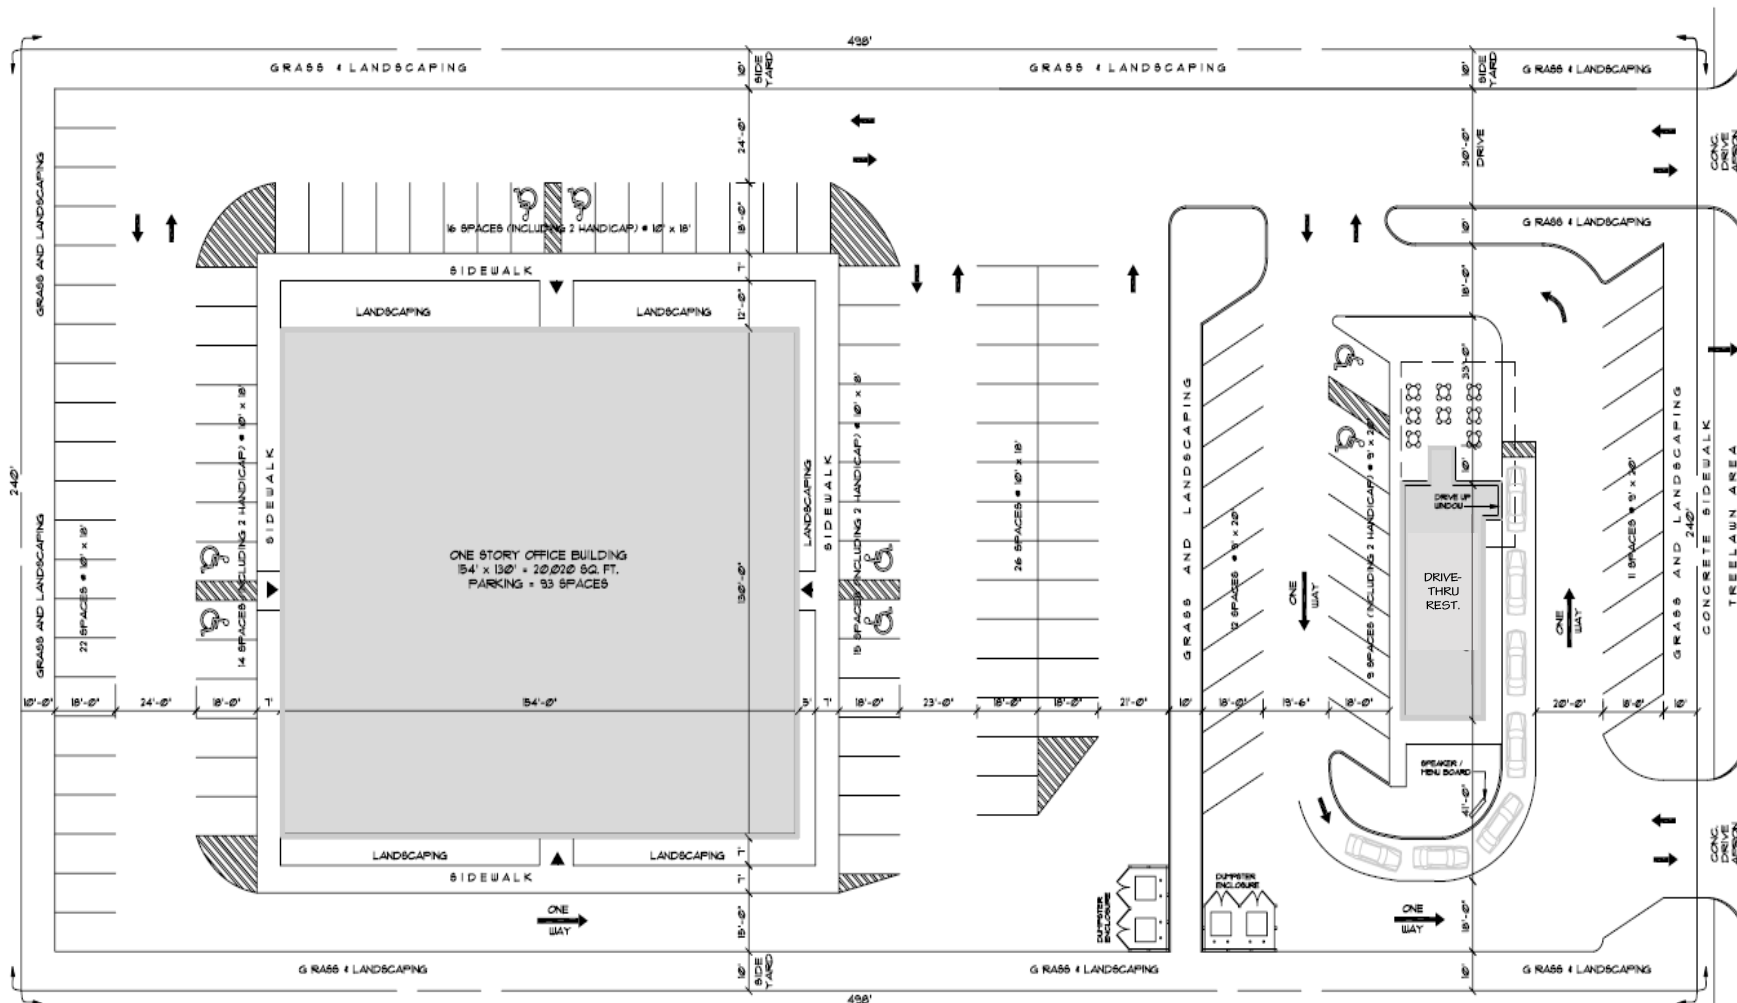 498'
GRASS & LANDSCAPING
10'
SIDE YARD
GRASS & LANDSCAPING
10'
SIDE YARD
GRASS & LANDSCAPING
24'-0"
30'-0"
DRIVE
CONC. DRIVE APRON
GRASS AND LANDSCAPING
18'-0"
16 SPACES (INCLUDING 2 HANDICAP) @ 10' x 18'
10'
GRASS & LANDSCAPING
SIDEWALK
7'
18'-0"
LANDSCAPING
LANDSCAPING
12'-0"
33'-0"
240'
22 SPACES @ 10' x 18'
14 SPACES (INCLUDING 2 HANDICAP) @ 10' x 18'
SIDEWALK
ONE STORY OFFICE BUILDING
154' x 130' = 20,020 SQ. FT.
PARKING = 93 SPACES
130'-0"
LANDSCAPING
SIDEWALK
15 SPACES (INCLUDING 2 HANDICAP) @ 10' x 18'
26 SPACES @ 10' x 18'
GRASS AND LANDSCAPING
12 SPACES @ 9' x 20'
ONE WAY
9 SPACES (INCLUDING 2 HANDICAP) @ 9' x 20'
10'
DRIVE UP
WINDOW
DRIVE-
THRU
REST.
ONE WAY
11 SPACES @ 9' x 20'
GRASS AND LANDSCAPING
240'
CONCRETE SIDEWALK
TREELAWN AREA
GRASS AND LANDSCAPING
10'-0"
18'-0"
24'-0"
18'-0"
7'
154'-0"
5'
7'
18'-0"
23'-0"
18'-0"
18'-0"
21'-0"
10'
18'-0"
19'-6"
18'-0"
20'-0"
18'-0"
10'
SPEAKER /
MENU BOARD
41'-0"
CONC. DRIVE APRON
LANDSCAPING
LANDSCAPING
7'
SIDEWALK
7'
DUMPSTER
ENCLOSURE
DUMPSTER
ENCLOSURE
ONE
WAY
15'-0"
ONE
WAY
18'-0"
GRASS & LANDSCAPING
10'
SIDE YARD
GRASS & LANDSCAPING
10'
GRASS & LANDSCAPING
498'